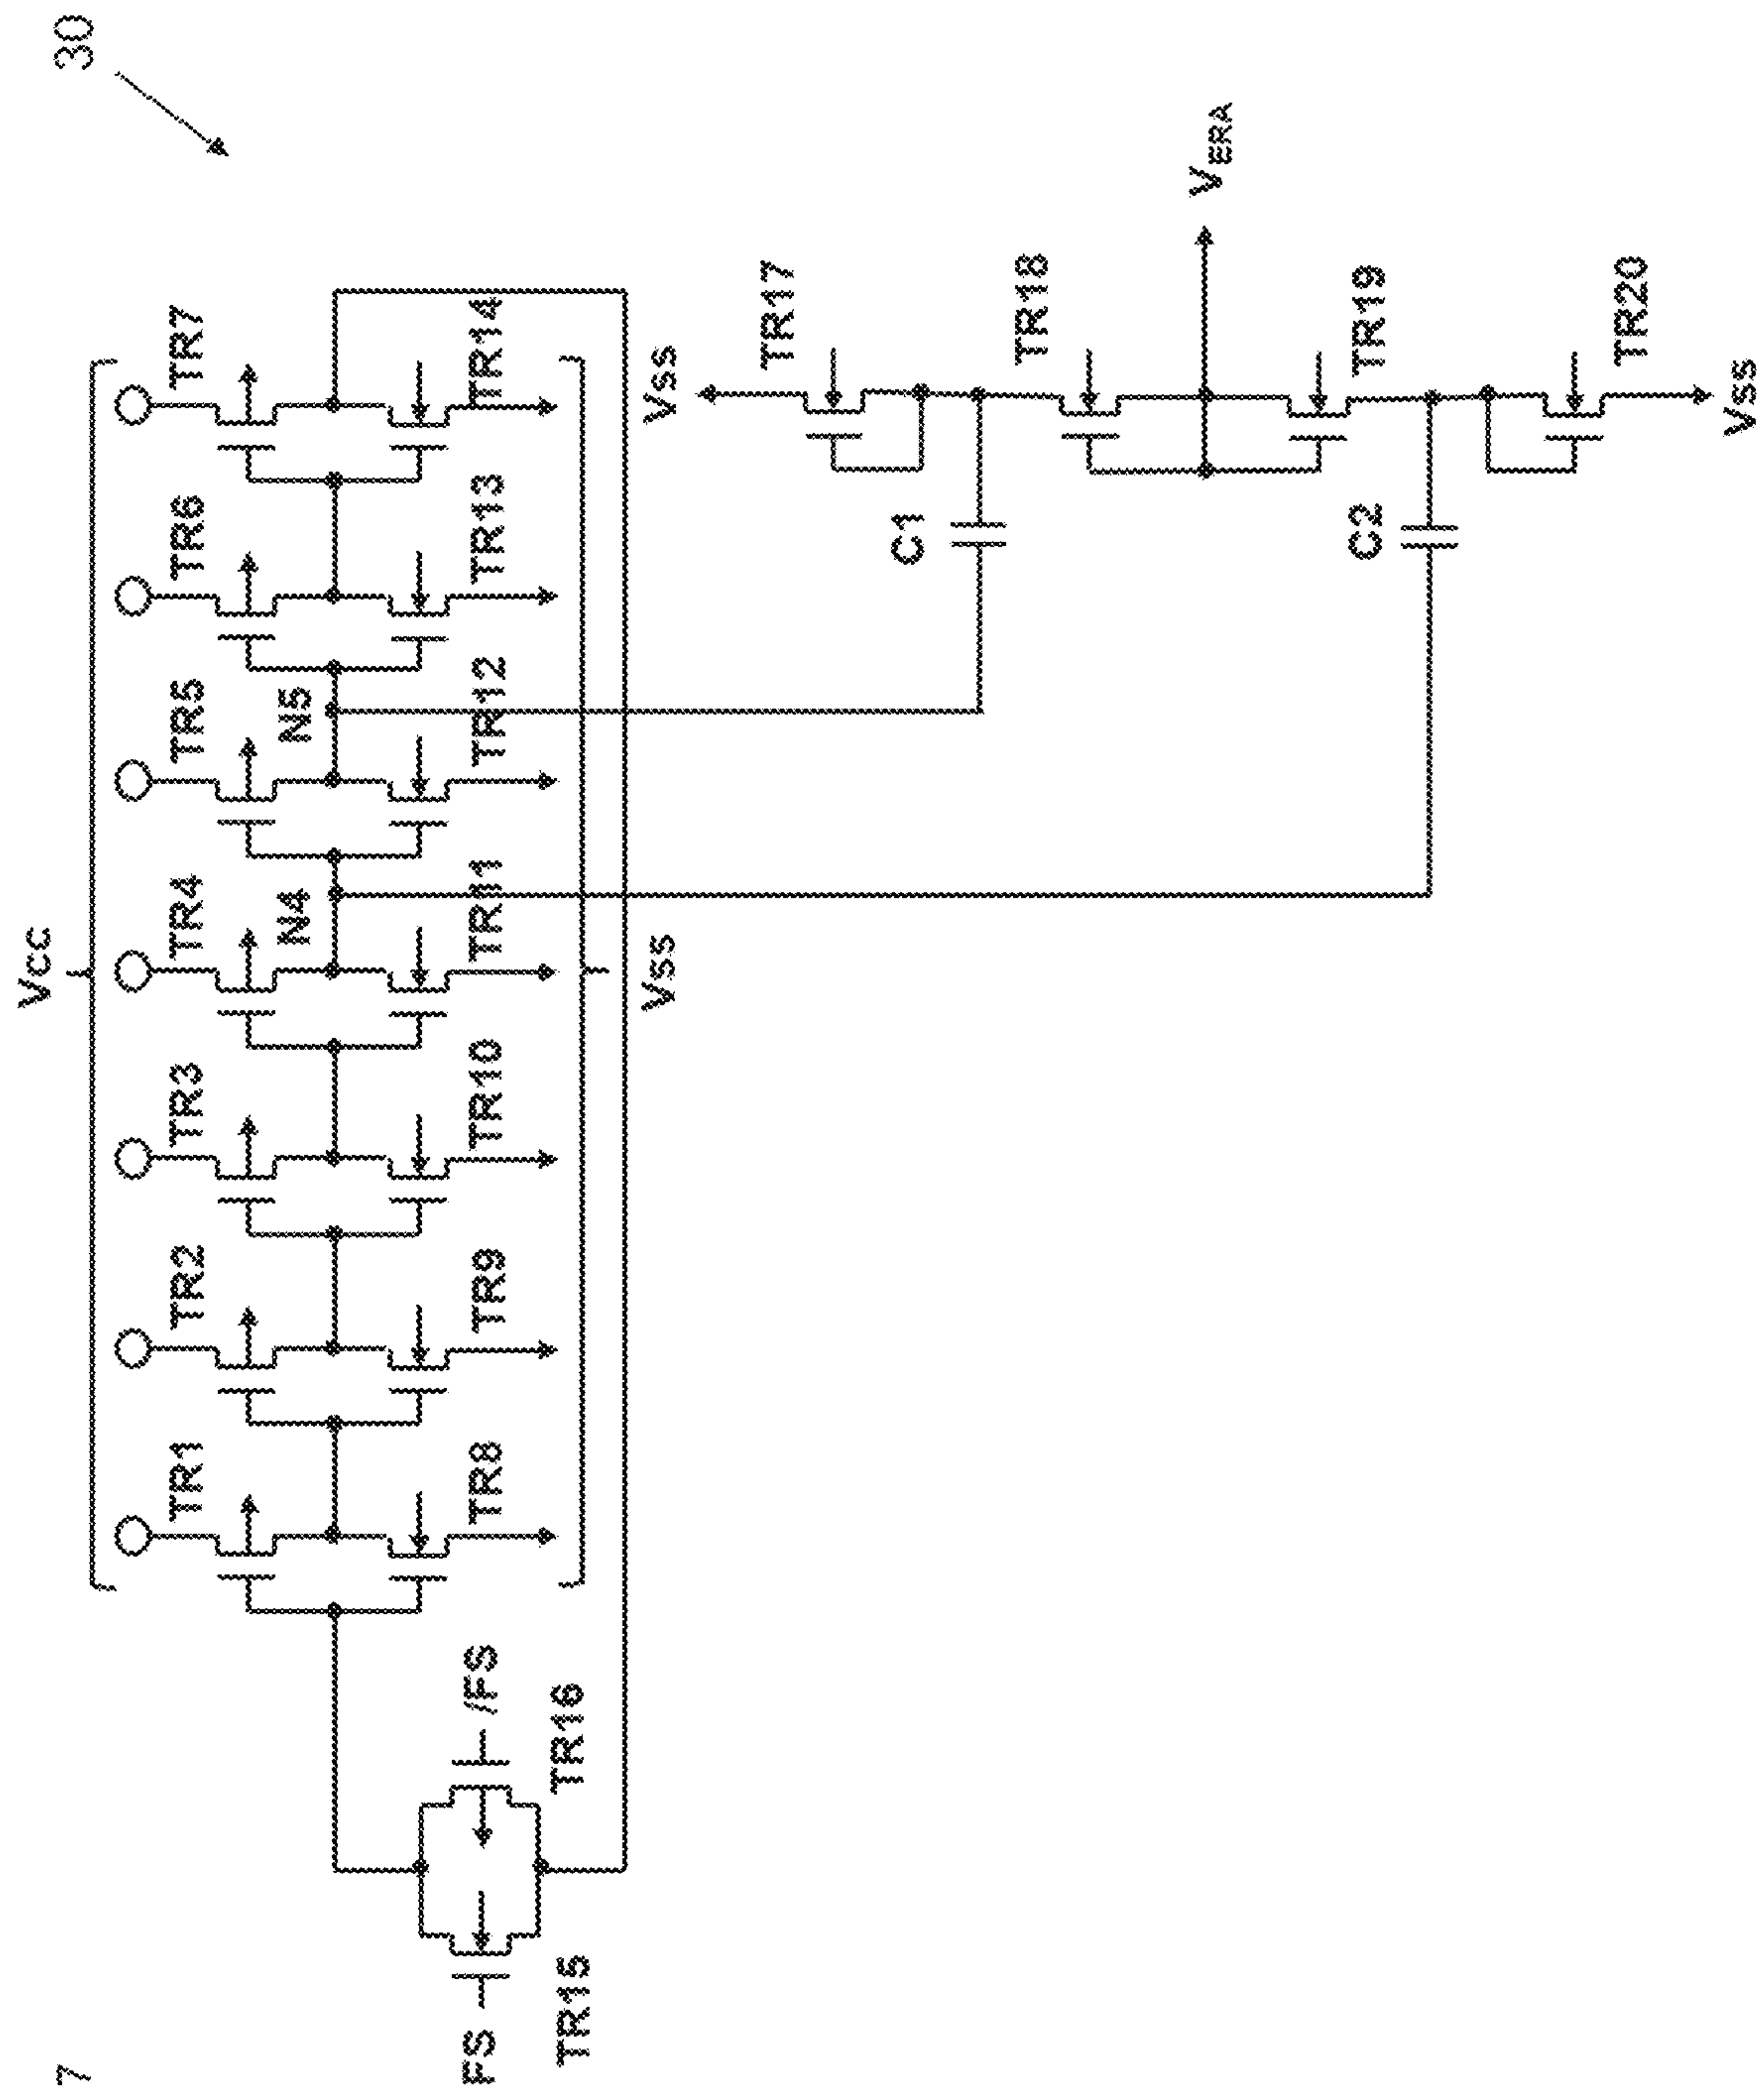 7
30
Vcc
TR1
TR2
TR3
TR4
TR5
TR6
TR7
N4
N5
FS
/FS
TR8
TR9
TR10
TR11
TR12
TR13
TR14
TR15
TR16
Vss
Vss
TR17
C1
TR18
VERA
C2
TR19
TR20
Vss